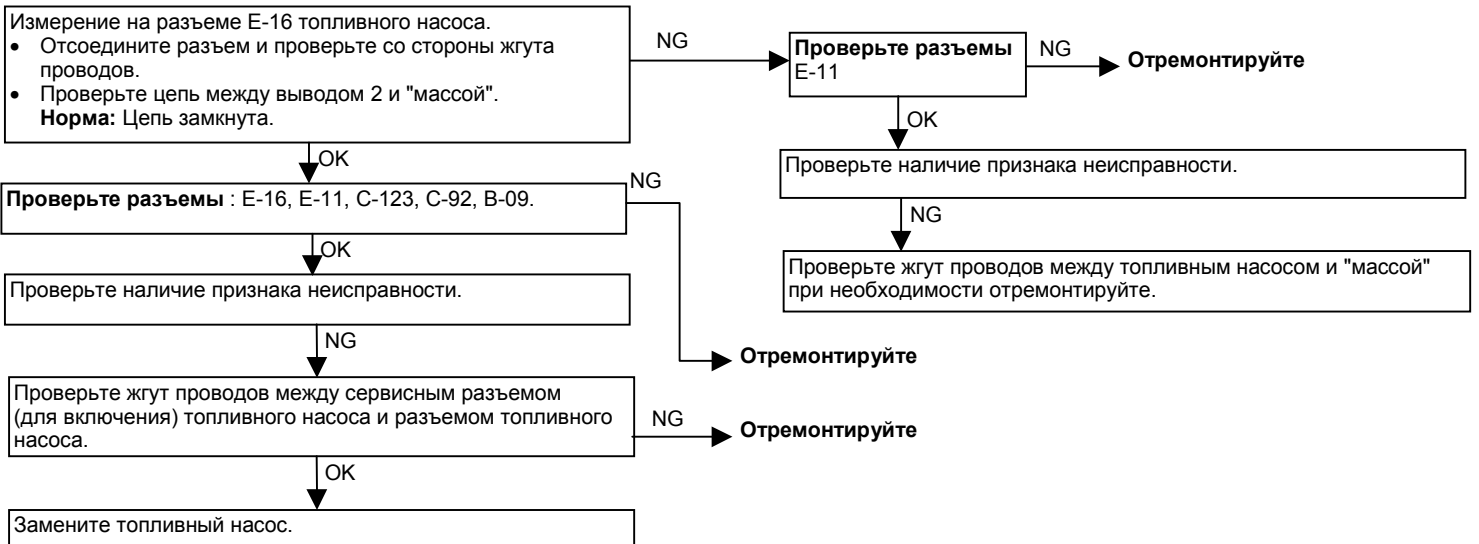 Измерение на разъеме E-16 топливного насоса.
• Отсоедините разъем и проверьте со стороны жгута
проводов.
• Проверьте цепь между выводом 2 и "массой".
Норма: Цепь замкнута.
NG
Проверьте разъемы
E-11
NG
Отремонтируйте
OK
OK
Проверьте наличие признака неисправности.
NG
Проверьте разъемы : E-16, E-11, C-123, C-92, B-09.
NG
OK
Проверьте жгут проводов между топливным насосом и "массой"
при необходимости отремонтируйте.
Проверьте наличие признака неисправности.
NG
Отремонтируйте
Проверьте жгут проводов между сервисным разъемом
(для включения) топливного насоса и разъемом топливного
насоса.
NG
Отремонтируйте
OK
Замените топливный насос.